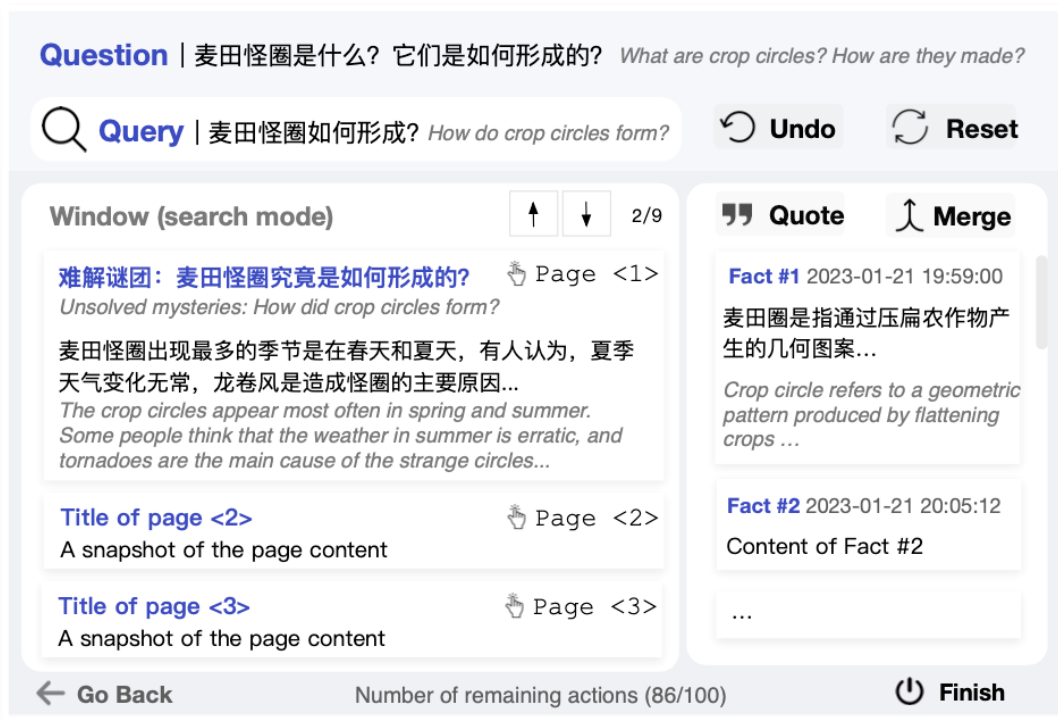 Question | 麦田怪圈是什么？它们是如何形成的？ What are crop circles? How are they made?
Query | 麦田怪圈如何形成? How do crop circles form?
Undo
Reset
Window (search mode)
2/9
难解谜团：麦田怪圈究竟是如何形成的?
Page <1>
Unsolved mysteries: How did crop circles form?
麦田怪圈出现最多的季节是在春天和夏天，有人认为，夏季
天气变化无常，龙卷风是造成怪圈的主要原因...
The crop circles appear most often in spring and summer.
Some people think that the weather in summer is erratic, and
tornadoes are the main cause of the strange circles...
Title of page <2>
Page <2>
A snapshot of the page content
Title of page <3>
Page <3>
A snapshot of the page content
Quote
Merge
Fact #1 2023-01-21 19:59:00
麦田圈是指通过压扁农作物产
生的几何图案...
Crop circle refers to a geometric
pattern produced by flattening
crops ...
Fact #2 2023-01-21 20:05:12
Content of Fact #2
...
Go Back
Number of remaining actions (86/100)
Finish